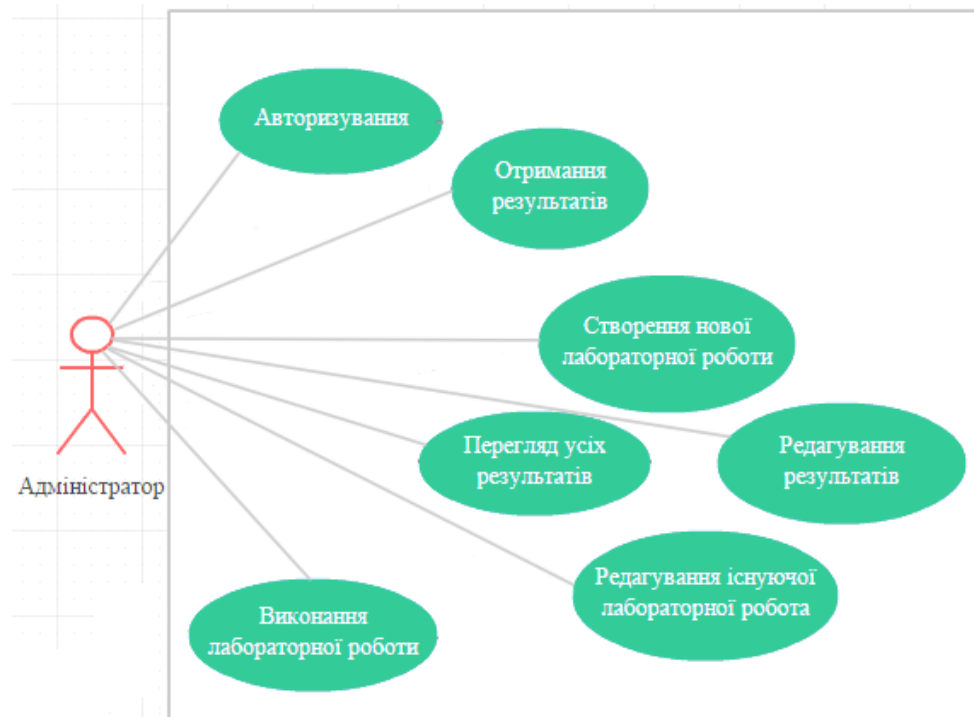 Авторизування
Отримання
результатів
Створення нової
лабораторної роботи
Перегляд усіх
результатів
Редагування
результатів
Адміністратор
Редагування існуючої
лабораторної робота
Виконання
лабораторної роботи